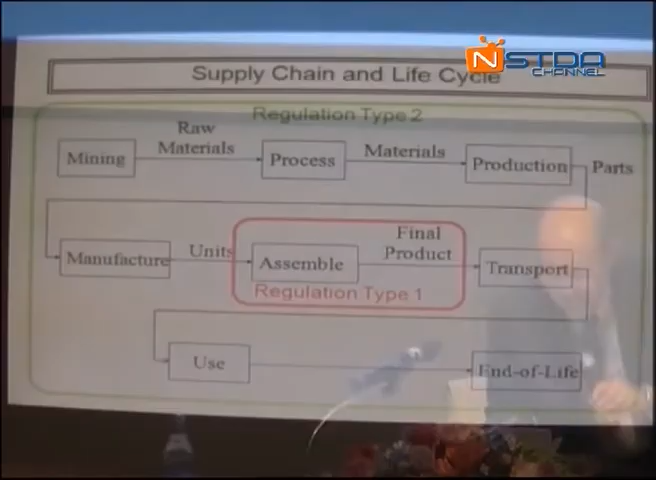 NSTDA
CHANNEL
Supply Chain and Life Cycle
Regulation Type 2
Mining
Raw
Materials
Process
Materials
Production
Parts
Manufacture
Units
Assemble
Final
Product
Transport
Regulation Type 1
Use
End-of-Life